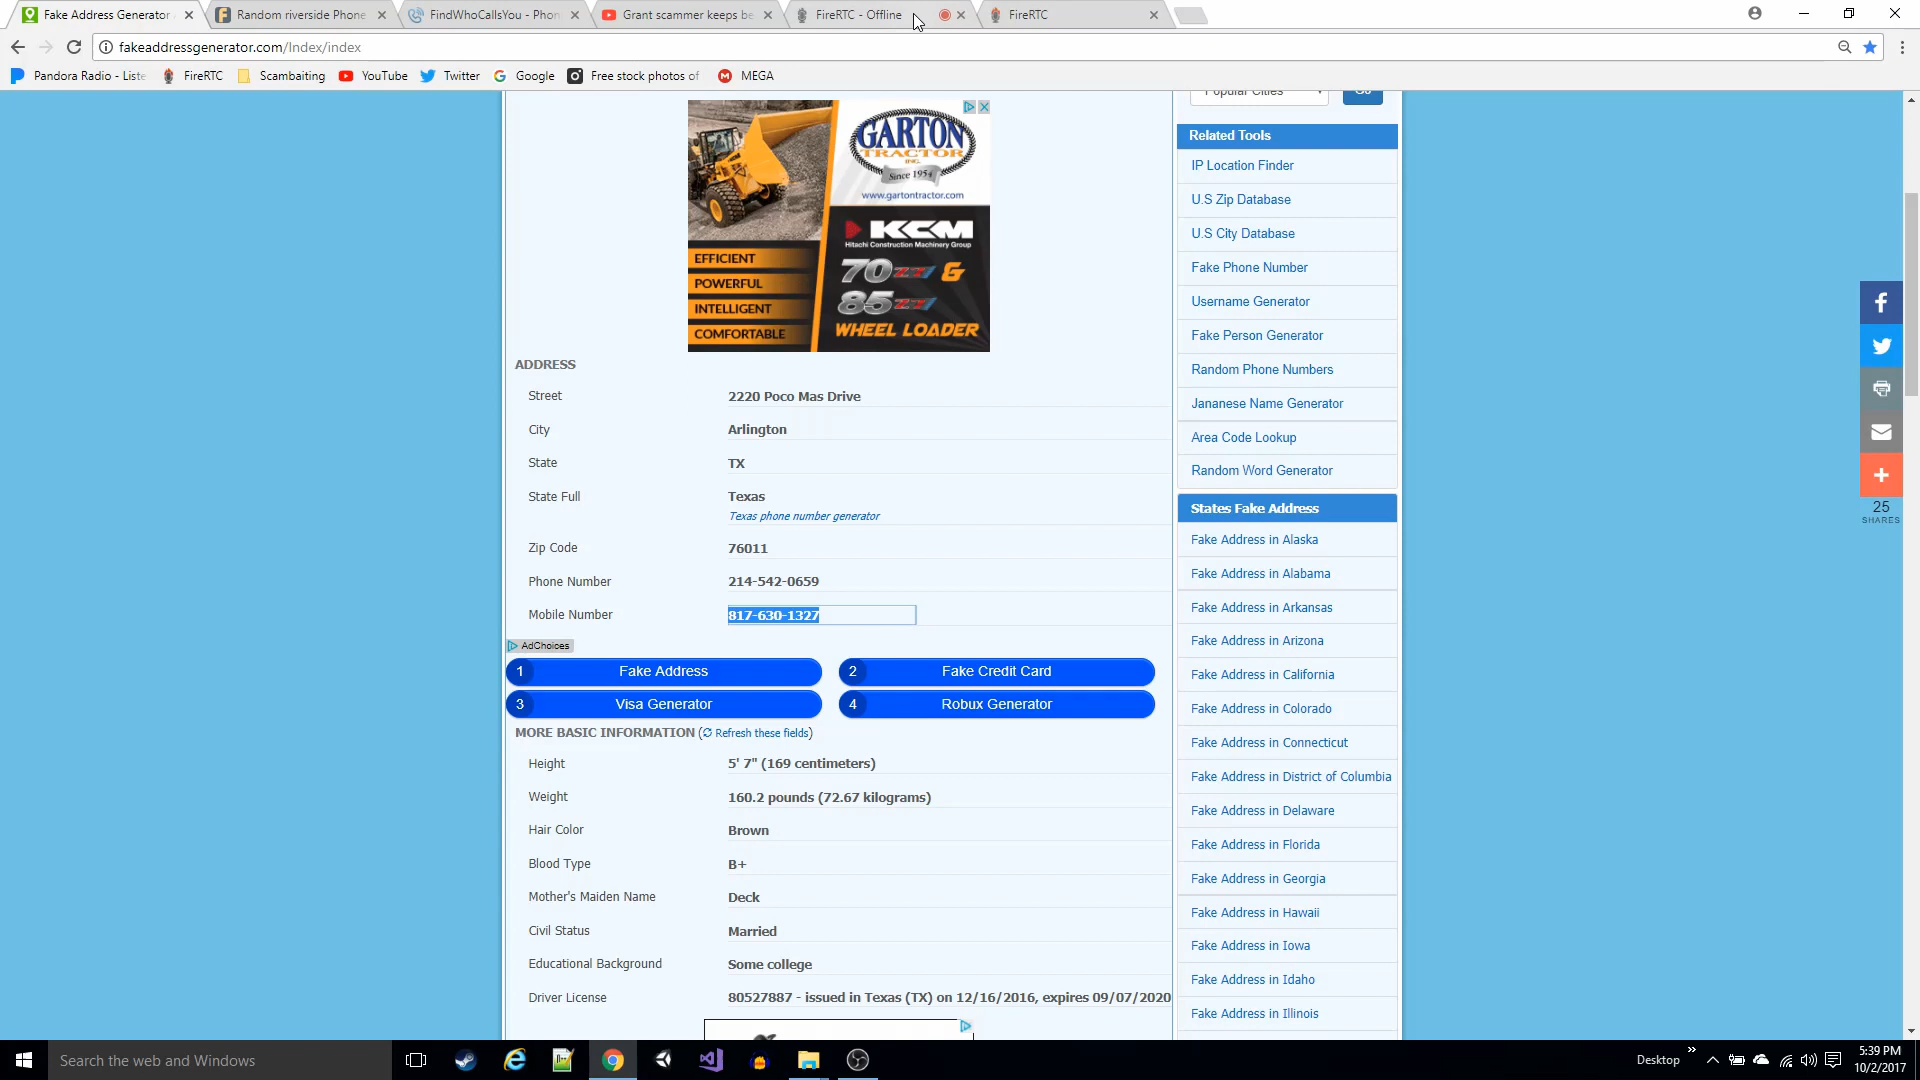 Fake Address Generator
Random riverside Phone
FindWhoCallsYou - Phon
Grant scammer keeps be
FireRTC - Offline
FireRTC
fakeaddressgenerator.com/Index/index
Pandora Radio - Liste
FireRTC
Scambaiting
YouTube
Twitter
Google
Free stock photos of
MEGA
GARTON
TRACTOR
INC.
Since 1954
www.gartontractor.com
KCM
Hitachi Construction Machinery Group
EFFICIENT
POWERFUL
INTELLIGENT
COMFORTABLE
70ZV &
85ZV
WHEEL LOADER
ADDRESS
Street 2220 Poco Mas Drive
City Arlington
State TX
State Full Texas
Texas phone number generator
Zip Code 76011
Phone Number 214-542-0659
Mobile Number 817-630-1327
AdChoices
1 Fake Address
2 Fake Credit Card
3 Visa Generator
4 Robux Generator
MORE BASIC INFORMATION (Refresh these fields)
Height 5' 7" (169 centimeters)
Weight 160.2 pounds (72.67 kilograms)
Hair Color Brown
Blood Type B+
Mother's Maiden Name Deck
Civil Status Married
Educational Background Some college
Driver License 80527887 - issued in Texas (TX) on 12/16/2016, expires 09/07/2020
Popular Cities
Go
Related Tools
IP Location Finder
U.S Zip Database
U.S City Database
Fake Phone Number
Username Generator
Fake Person Generator
Random Phone Numbers
Jananese Name Generator
Area Code Lookup
Random Word Generator
States Fake Address
Fake Address in Alaska
Fake Address in Alabama
Fake Address in Arkansas
Fake Address in Arizona
Fake Address in California
Fake Address in Colorado
Fake Address in Connecticut
Fake Address in District of Columbia
Fake Address in Delaware
Fake Address in Florida
Fake Address in Georgia
Fake Address in Hawaii
Fake Address in Iowa
Fake Address in Idaho
Fake Address in Illinois
25
SHARES
Search the web and Windows
Desktop
5:39 PM
10/2/2017